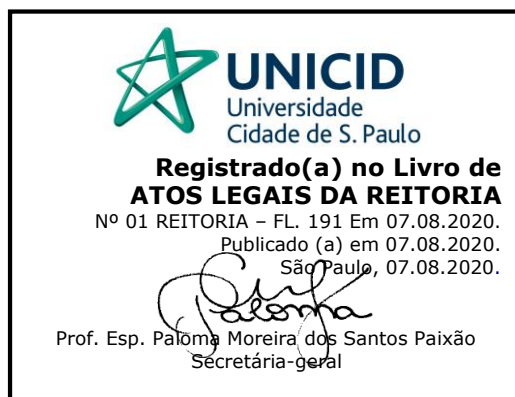 UNICID
Universidade
Cidade de S. Paulo
Registrado(a) no Livro de
ATOS LEGAIS DA REITORIA
Nº 01 REITORIA – FL. 191 Em 07.08.2020.
Publicado (a) em 07.08.2020.
São Paulo, 07.08.2020.
Paloma
Prof. Esp. Paloma Moreira dos Santos Paixão
Secretária-geral